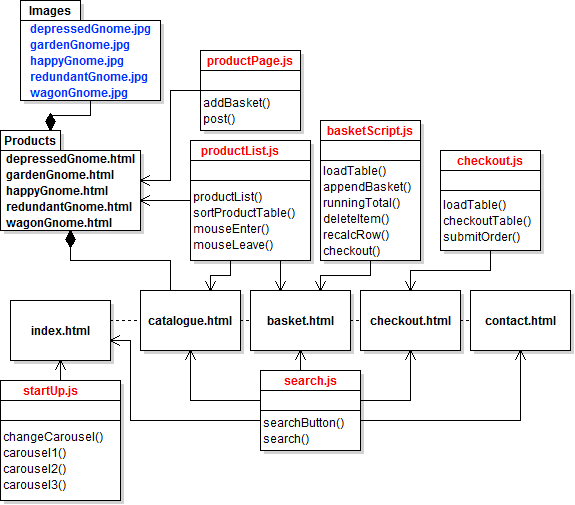 Images
depressedGnome.jpg
gardenGnome.jpg
happyGnome.jpg
redundantGnome.jpg
wagonGnome.jpg
productPage.js
addBasket()
post()
basketScript.js
loadTable()
appendBasket()
runningTotal()
deleteItem()
recalcRow()
checkout()
Products
depressedGnome.html
gardenGnome.html
happyGnome.html
redundantGnome.html
wagonGnome.html
productList.js
productList()
sortProductTable()
mouseEnter()
mouseLeave()
checkout.js
loadTable()
checkoutTable()
submitOrder()
index.html
catalogue.html
basket.html
checkout.html
contact.html
startUp.js
changeCarousel()
carousel1()
carousel2()
carousel3()
search.js
searchButton()
search()